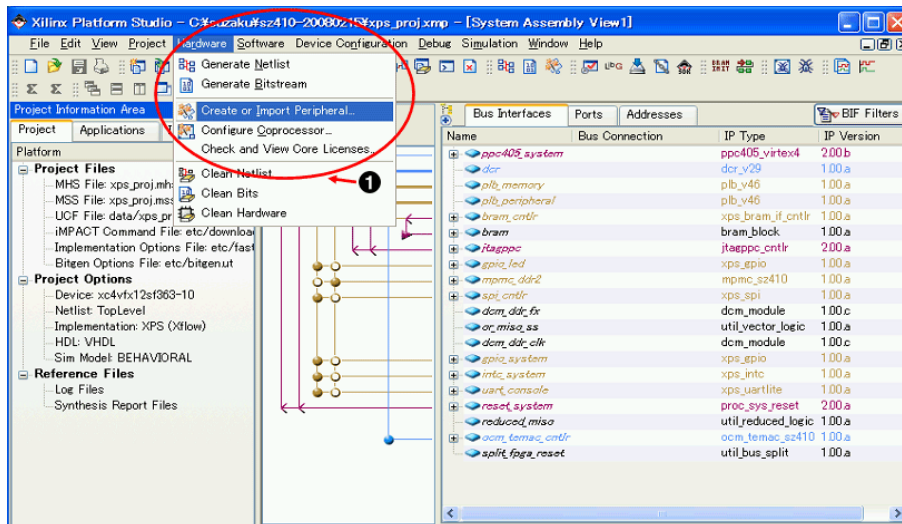 Xilinx Platform Studio - C:¥suzaku¥sz410-20080215¥xps_proj.xmp - [System Assembly View1]
File Edit View Project Hardware Software Device Configuration Debug Simulation Window Help
Generate Netlist
Generate Bitstream
Create or Import Peripheral...
Configure Coprocessor...
Check and View Core Licenses...
Clean Netlist
Clean Bits
Clean Hardware
1
Project Information Area
Project Applications
Platform
Project Files
MHS File: xps_proj.mh
MSS File: xps_proj.mss
UCF File: data/xps_pr
iMPACT Command File: etc/downloa
Implementation Options File: etc/fast
Bitgen Options File: etc/bitgen.ut
Project Options
Device: xc4vfx12sf363-10
Netlist: TopLevel
Implementation: XPS (Xflow)
HDL: VHDL
Sim Model: BEHAVIORAL
Reference Files
Log Files
Synthesis Report Files
Bus Interfaces Ports Addresses BIF Filters
Name Bus Connection IP Type IP Version
ppc405_system ppc405_virtex4 2.00.b
dcr dcr_v29 1.00.a
plb_memory plb_v46 1.00.a
plb_peripheral plb_v46 1.00.a
bram_cntlr xps_bram_if_cntlr 1.00.a
bram bram_block 1.00.a
jtagppc jtagppc_cntlr 2.00.a
gpio_led xps_gpio 1.00.a
mpmc_ddr2 mpmc_sz410 1.00.a
spi_cntlr xps_spi 1.00.a
dcm_ddr_fx dcm_module 1.00.c
or_miso_ss util_vector_logic 1.00.a
dcm_ddr_clk dcm_module 1.00.c
gpio_system xps_gpio 1.00.a
intc_system xps_intc 1.00.a
uart_console xps_uartlite 1.00.a
reset_system proc_sys_reset 2.00.a
reduced_miso util_reduced_logic 1.00.a
ocm_temac_cntlr ocm_temac_sz410 1.00.a
split_fpga_reset util_bus_split 1.00.a